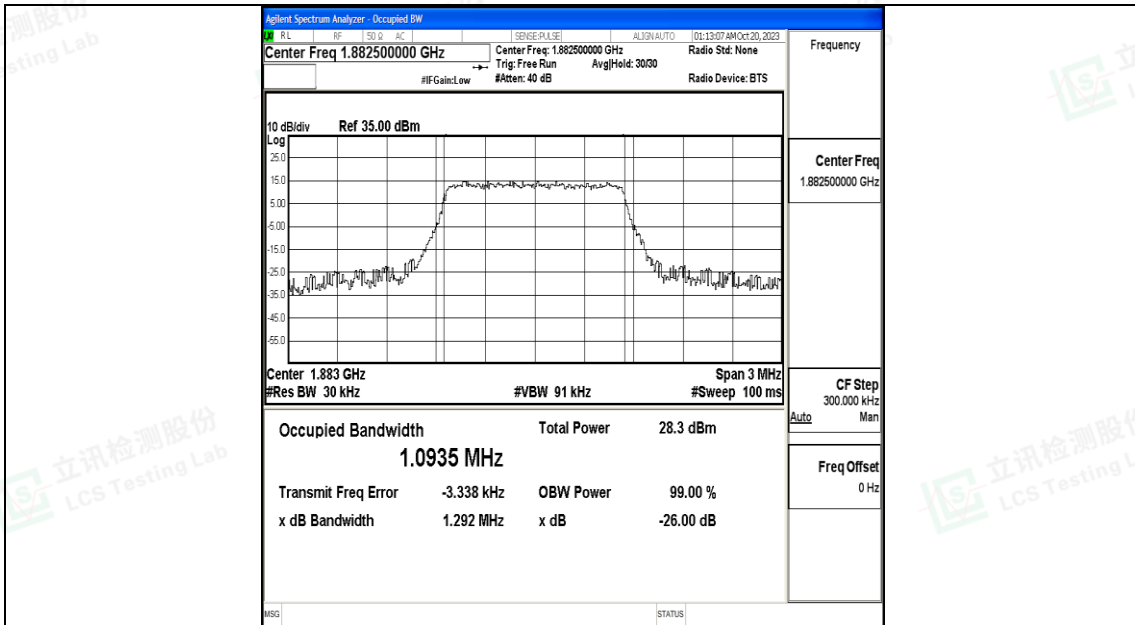 Agilent Spectrum Analyzer - Occupied BW
RL RF 50 Ω AC SENSE:PULSE ALIGN AUTO 01:13:07 AM Oct 20, 2023
Center Freq 1.882500000 GHz
Center Freq: 1.882500000 GHz
Radio Std: None
Trig: Free Run Avg|Hold: 30/30
#IFGain:Low #Atten: 40 dB Radio Device: BTS
10 dB/div Ref 35.00 dBm
Log
25.0
15.0
5.00
-5.00
-15.0
-25.0
-35.0
-45.0
-55.0
Center 1.883 GHz Span 3 MHz
#Res BW 30 kHz #VBW 91 kHz #Sweep 100 ms
Occupied Bandwidth Total Power 28.3 dBm
1.0935 MHz
Transmit Freq Error -3.338 kHz OBW Power 99.00 %
x dB Bandwidth 1.292 MHz x dB -26.00 dB
MSG STATUS
Frequency
Center Freq
1.882500000 GHz
CF Step
300.000 kHz
Auto Man
Freq Offset
0 Hz
立讯检测股份
LCS Testing Lab
立讯检测股份